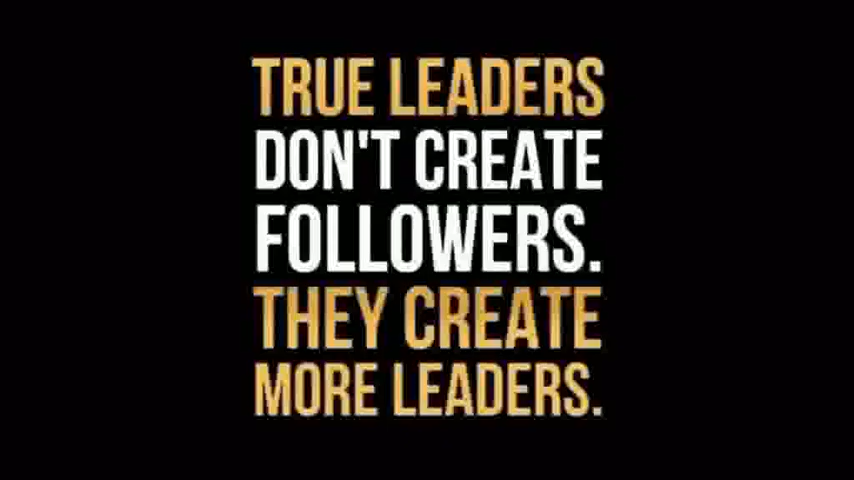 TRUE LEADERS
DON'T CREATE
FOLLOWERS.
THEY CREATE
MORE LEADERS.